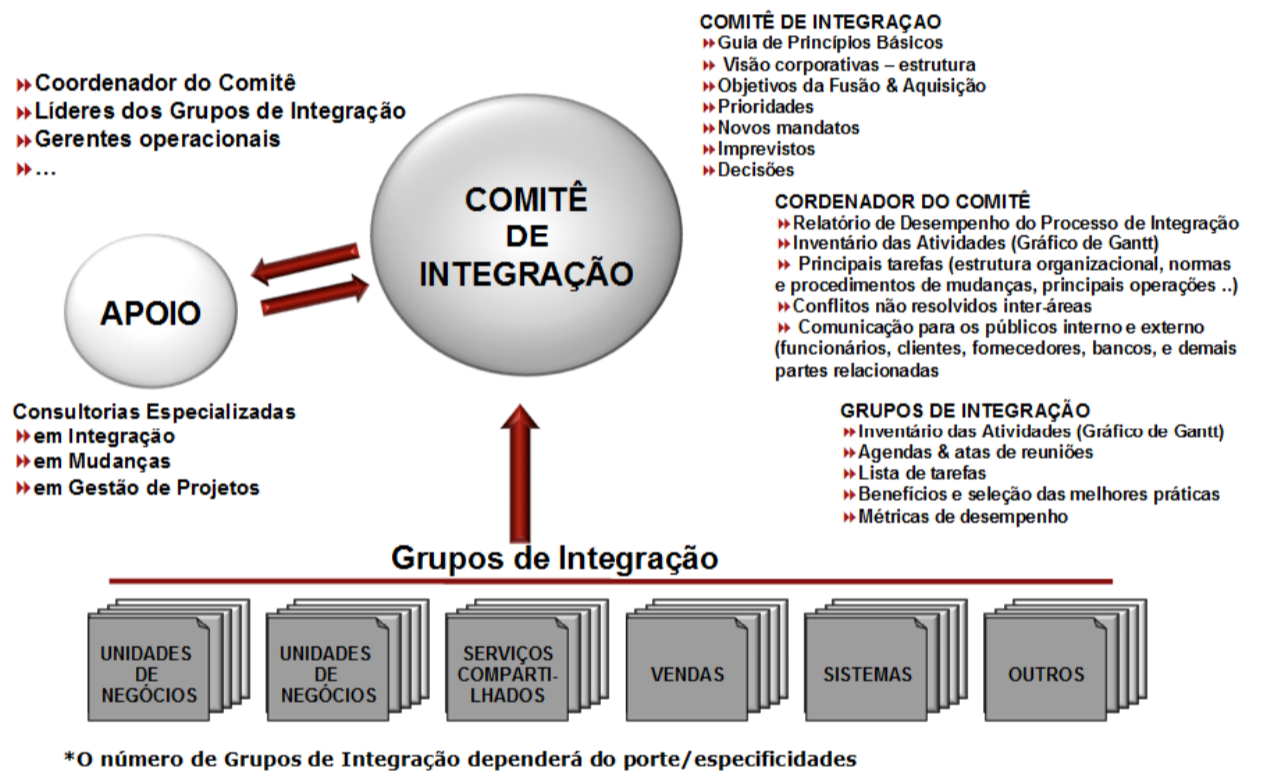 Coordenador do Comitê
Líderes dos Grupos de Integração
Gerentes operacionais
...
COMITÊ
DE
INTEGRAÇÃO
APOIO
Consultorias Especializadas
em Integração
em Mudanças
em Gestão de Projetos
COMITÊ DE INTEGRAÇAO
Guia de Princípios Básicos
Visão corporativas – estrutura
Objetivos da Fusão & Aquisição
Prioridades
Novos mandatos
Imprevistos
Decisões
CORDENADOR DO COMITÊ
Relatório de Desempenho do Processo de Integração
Inventário das Atividades (Gráfico de Gantt)
Principais tarefas (estrutura organizacional, normas
e procedimentos de mudanças, principais operações ..)
Conflitos não resolvidos inter-áreas
Comunicação para os públicos interno e externo
(funcionários, clientes, fornecedores, bancos, e demais
partes relacionadas
GRUPOS DE INTEGRAÇÃO
Inventário das Atividades (Gráfico de Gantt)
Agendas & atas de reuniões
Lista de tarefas
Benefícios e seleção das melhores práticas
Métricas de desempenho
Grupos de Integração
UNIDADES
DE
NEGÓCIOS
UNIDADES
DE
NEGÓCIOS
SERVIÇOS
COMPARTI-
LHADOS
VENDAS
SISTEMAS
OUTROS
*O número de Grupos de Integração dependerá do porte/especificidades